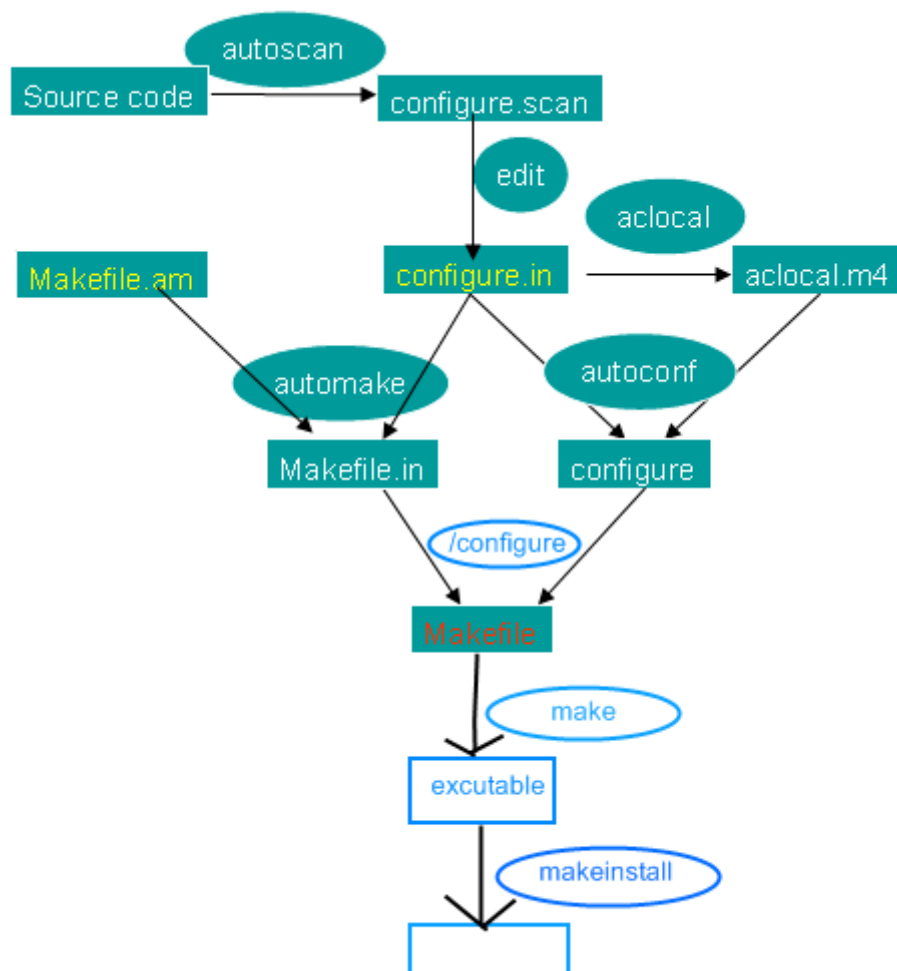 autoscan
Source code
configure.scan
edit
aclocal
Makefile.am
configure.in
aclocal.m4
automake
autoconf
Makefile.in
configure
/configure
Makefile
make
excutable
makeinstall